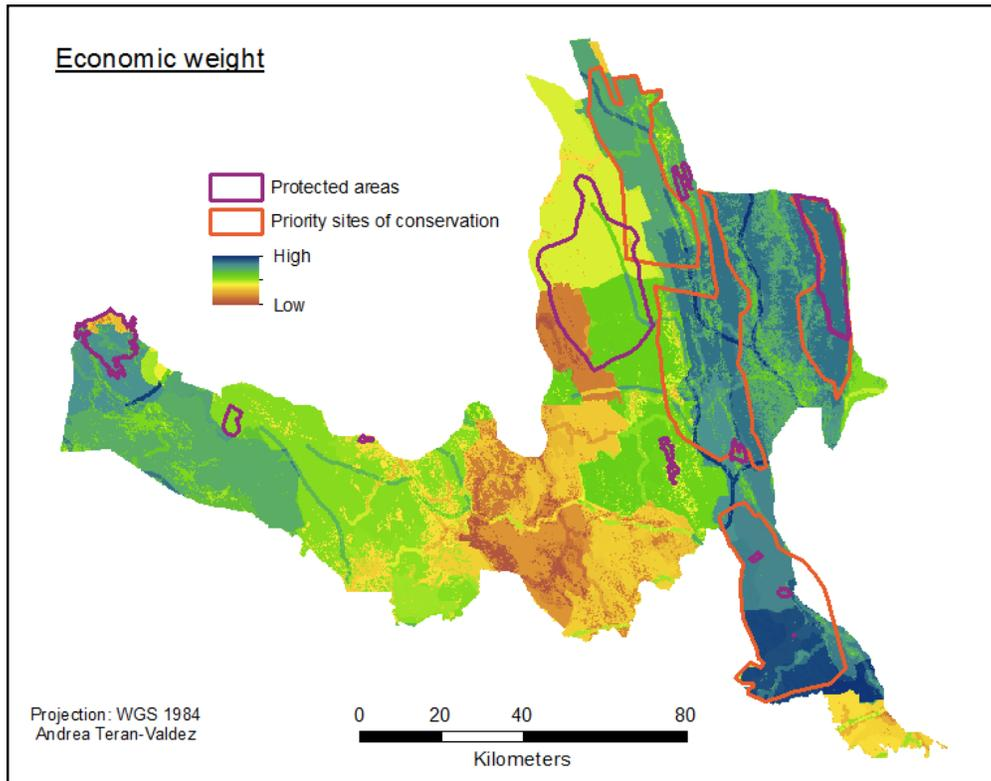 Economic weight
Protected areas
Priority sites of conservation
High
Low
Projection: WGS 1984
Andrea Teran-Valdez
0 20 40 80
Kilometers